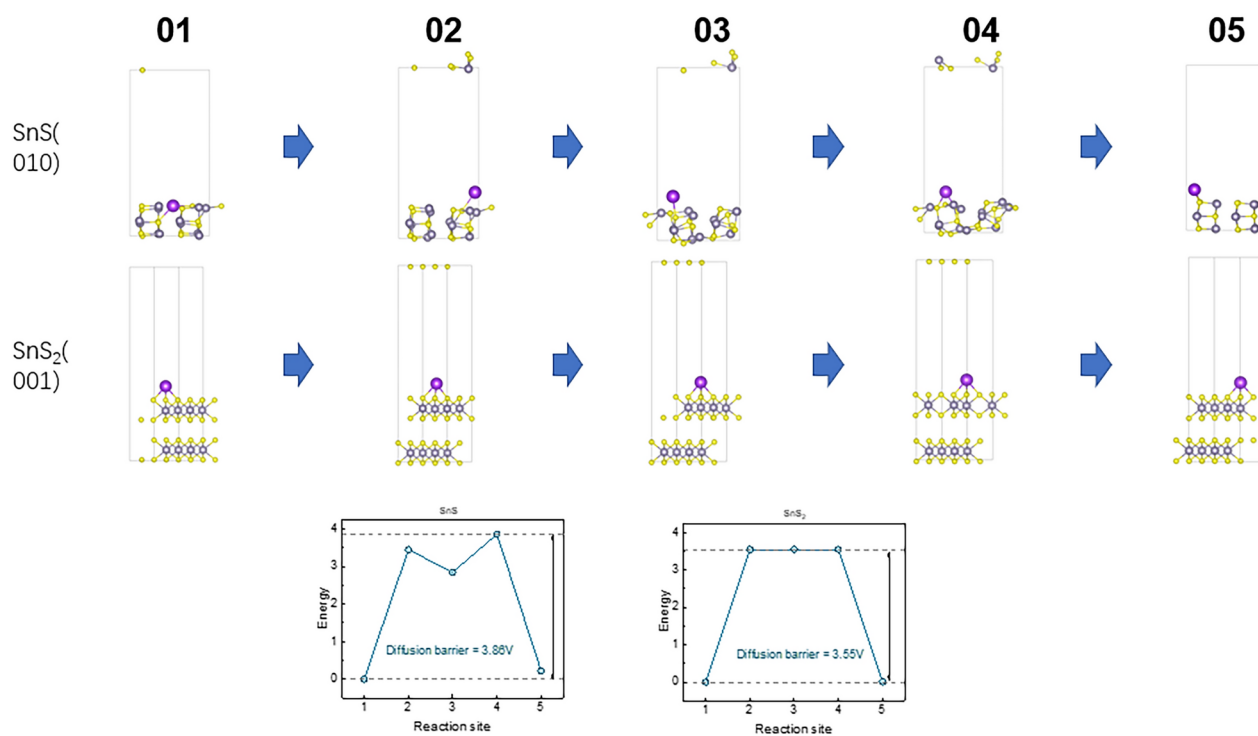 01 02 03 04 05
SnS(
010)
SnS₂(
001)
SnS
4
3
2
1
0
Energy
Diffusion barrier = 3.86V
1 2 3 4 5
Reaction site
SnS₂
4
3
2
1
0
Energy
Diffusion barrier = 3.55V
1 2 3 4 5
Reaction site